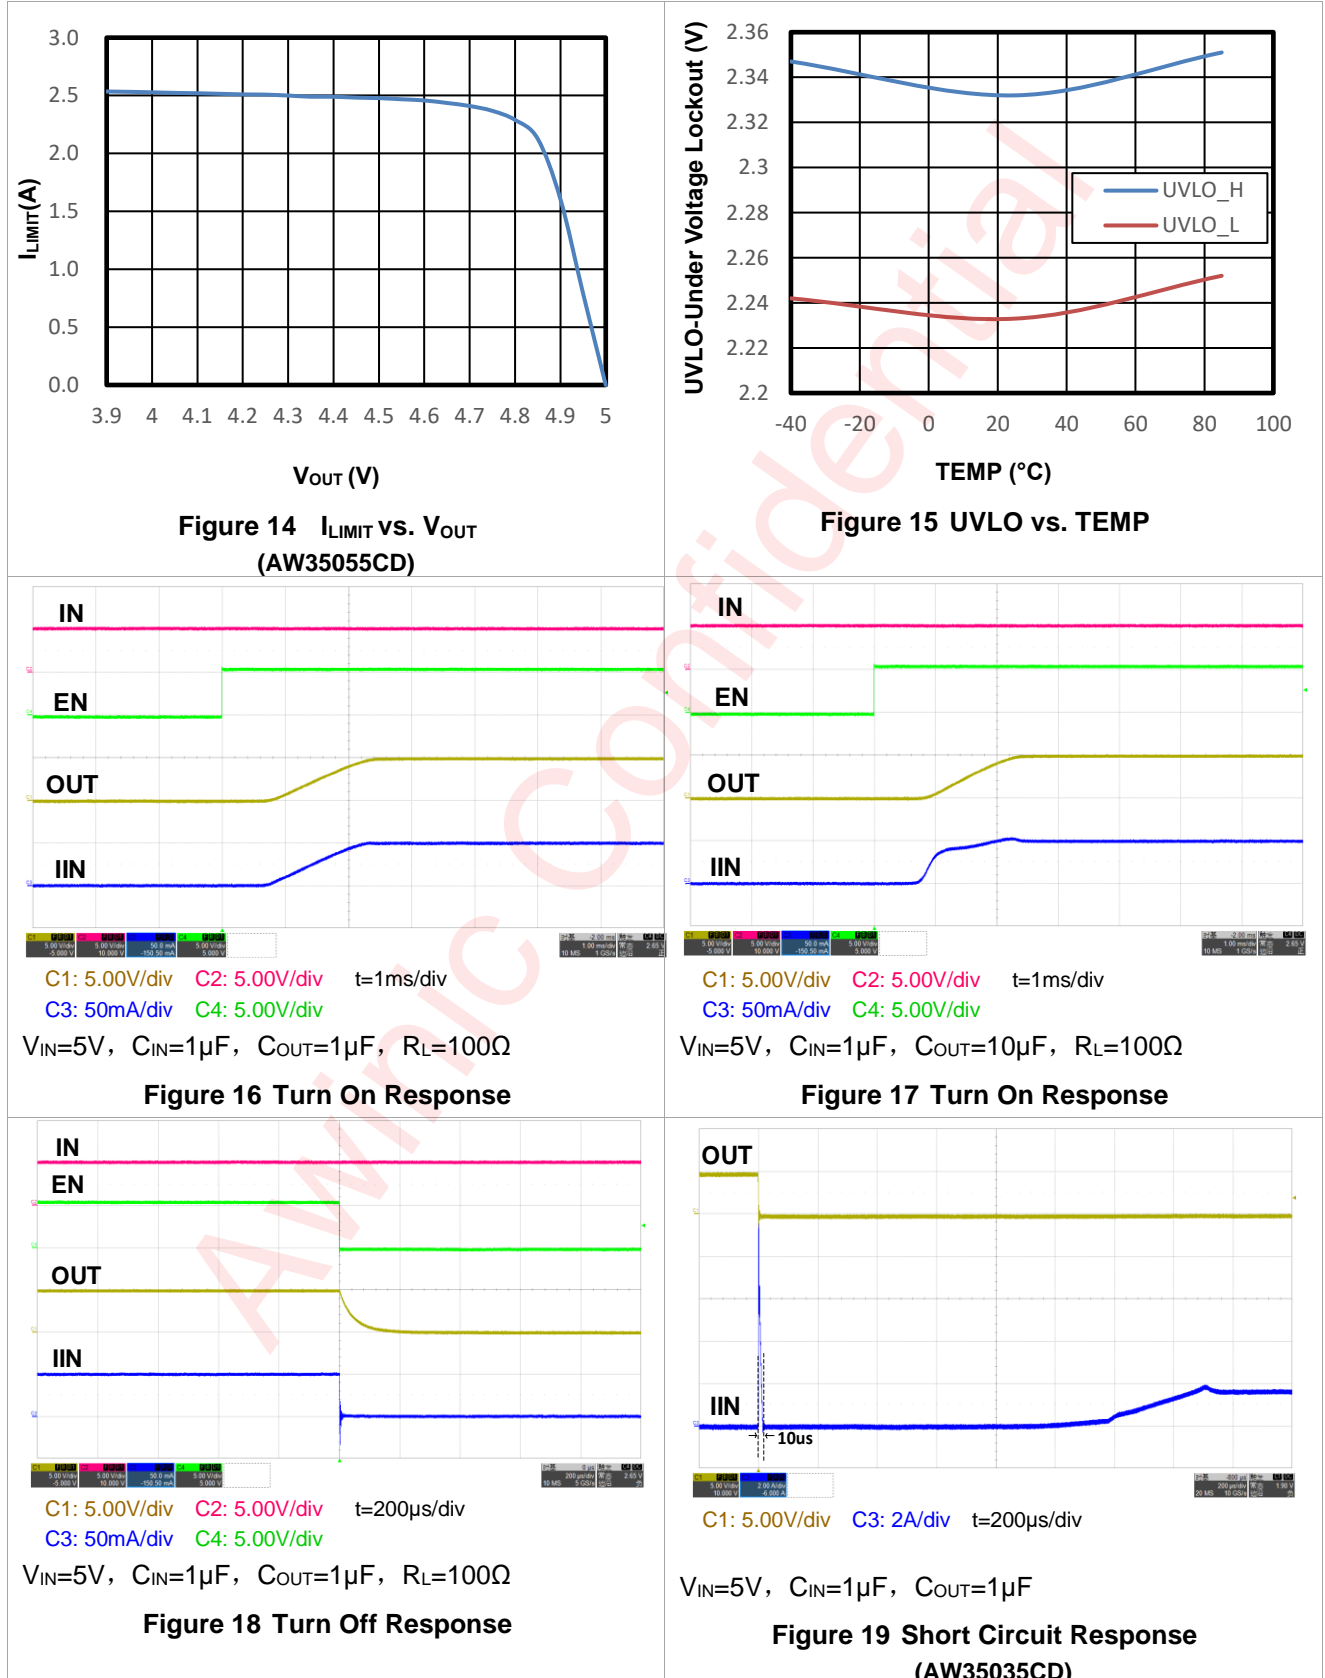 3.0
2.5
2.0
1.5
1.0
0.5
0.0
I_LIMIT(A)
3.9 4 4.1 4.2 4.3 4.4 4.5 4.6 4.7 4.8 4.9 5
VOUT (V)
Figure 14 ILIMIT vs. VOUT
(AW35055CD)
2.36
2.34
2.32
2.3
2.28
2.26
2.24
2.22
2.2
UVLO-Under Voltage Lockout (V)
UVLO_H
UVLO_L
-40 -20 0 20 40 60 80 100
TEMP (°C)
Figure 15 UVLO vs. TEMP
IN
EN
OUT
IIN
C1: 5.00V/div C2: 5.00V/div t=1ms/div
C3: 50mA/div C4: 5.00V/div
VIN=5V, CIN=1µF, COUT=1µF, RL=100Ω
Figure 16 Turn On Response
IN
EN
OUT
IIN
C1: 5.00V/div C2: 5.00V/div t=1ms/div
C3: 50mA/div C4: 5.00V/div
VIN=5V, CIN=1µF, COUT=10µF, RL=100Ω
Figure 17 Turn On Response
IN
EN
OUT
IIN
C1: 5.00V/div C2: 5.00V/div t=200µs/div
C3: 50mA/div C4: 5.00V/div
VIN=5V, CIN=1µF, COUT=1µF, RL=100Ω
Figure 18 Turn Off Response
OUT
IIN
10us
C1: 5.00V/div C3: 2A/div t=200µs/div
VIN=5V, CIN=1µF, COUT=1µF
Figure 19 Short Circuit Response
(AW35035CD)
Awinic Confidential